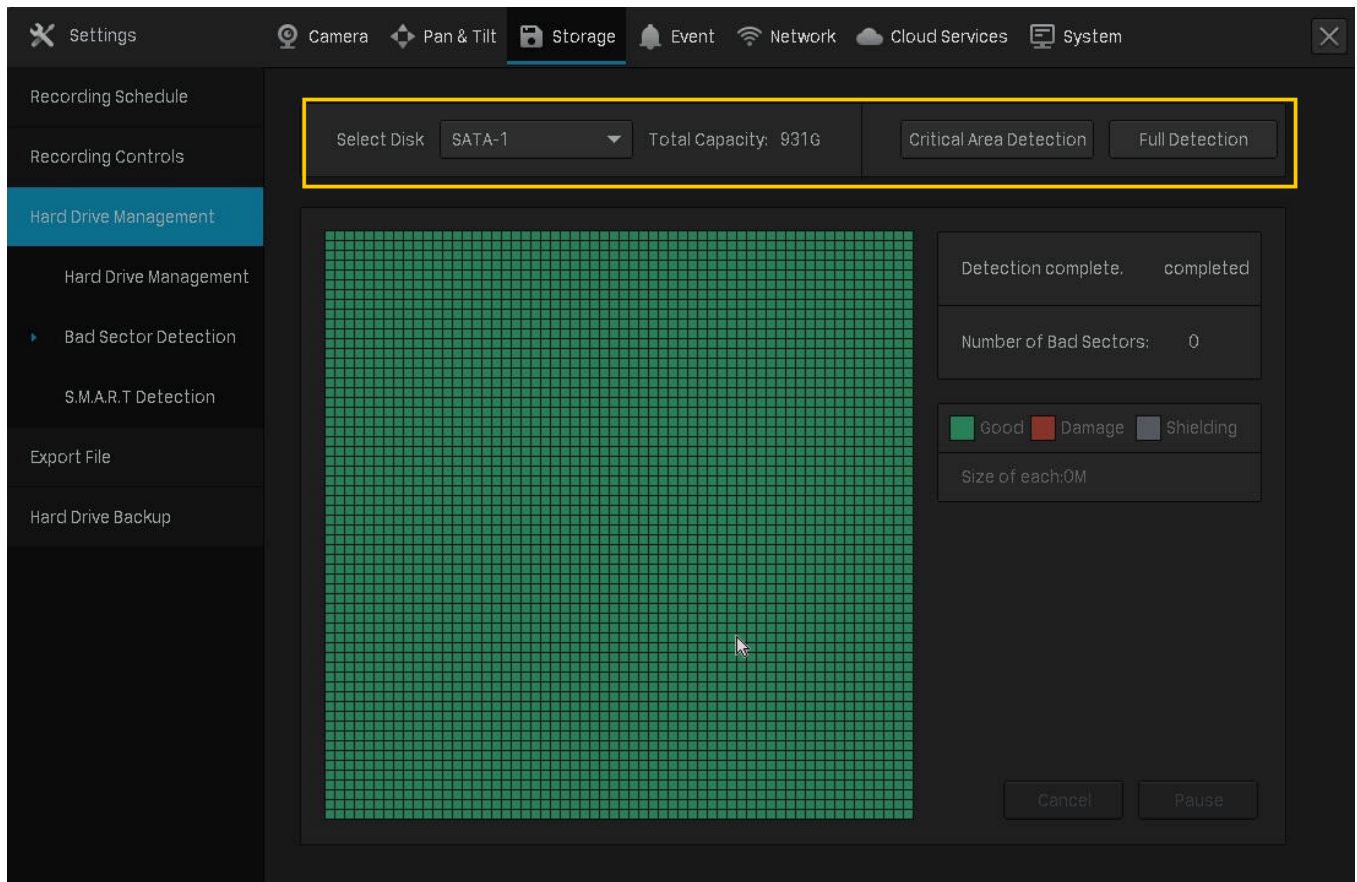 Settings
Camera Pan & Tilt Storage Event Network Cloud Services System
Recording Schedule
Recording Controls
Hard Drive Management
Hard Drive Management
Bad Sector Detection
S.M.A.R.T Detection
Export File
Hard Drive Backup
Select Disk SATA-1 Total Capacity: 931G Critical Area Detection Full Detection
Detection complete. completed
Number of Bad Sectors: 0
Good Damage Shielding
Size of each:0M
Cancel Pause